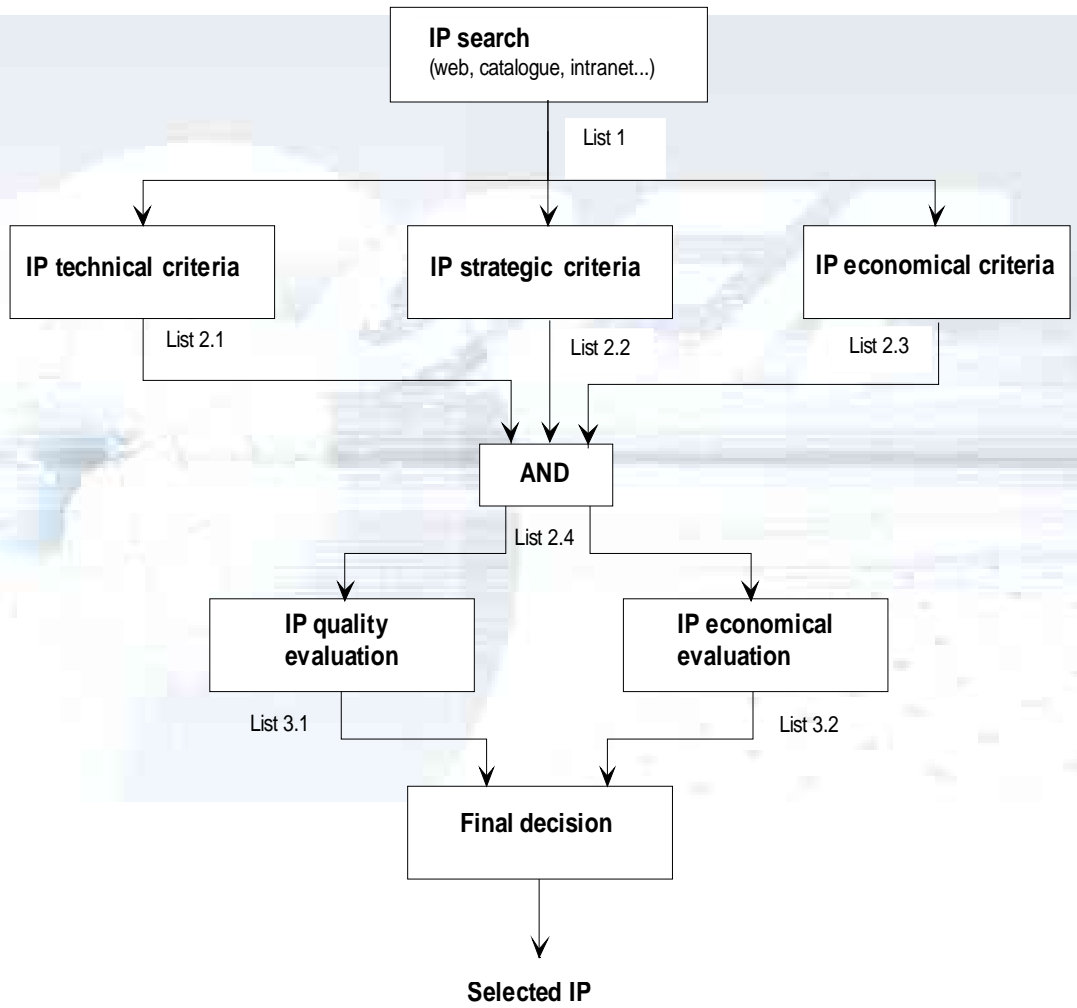 IP search
(web, catalogue, intranet...)
List 1
IP technical criteria
IP strategic criteria
IP economical criteria
List 2.1
List 2.2
List 2.3
AND
List 2.4
IP quality
evaluation
IP economical
evaluation
List 3.1
List 3.2
Final decision
Selected IP